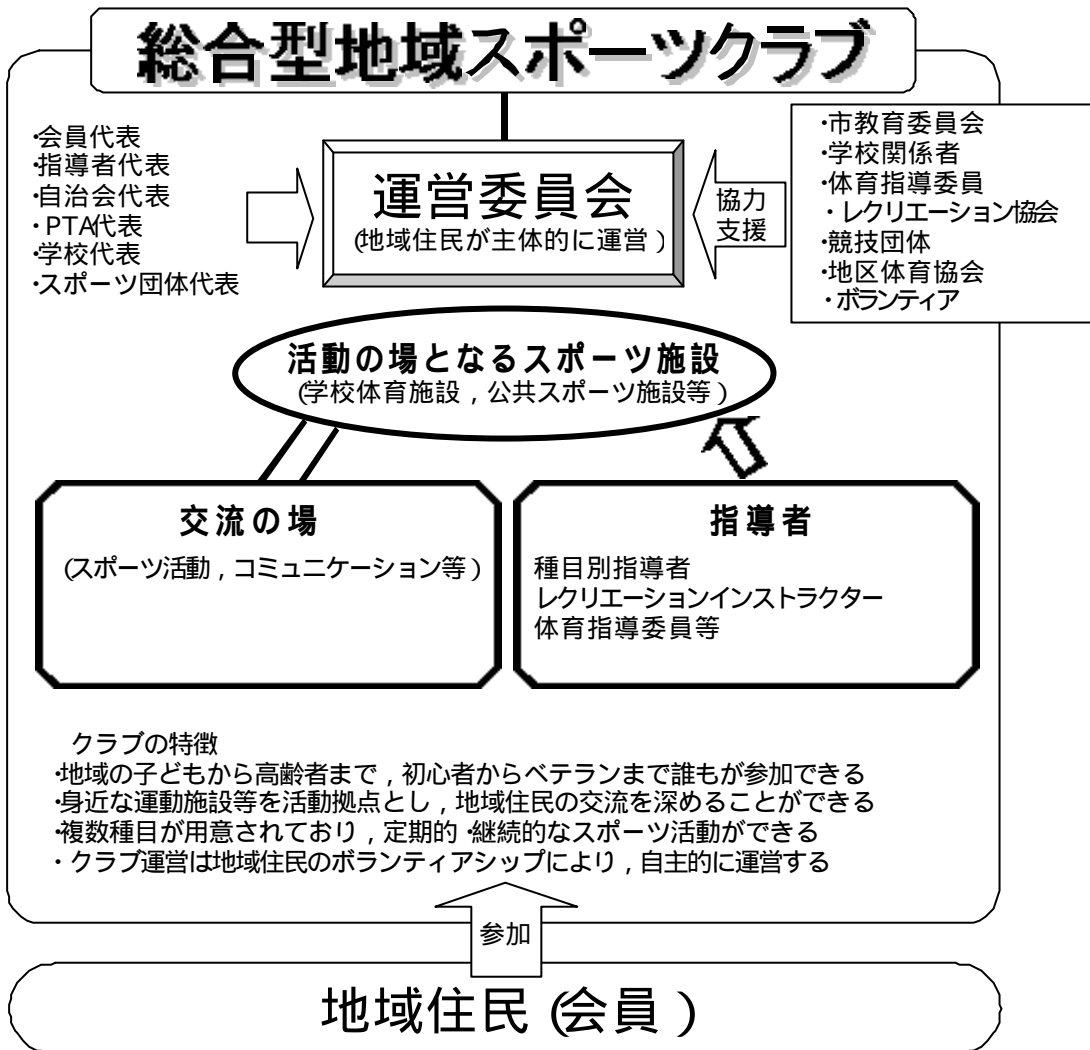 総合型地域スポーツクラブ
・会員代表
・指導者代表
・自治会代表
・PTA代表
・学校代表
・スポーツ団体代表
運営委員会
(地域住民が主体的に運営)
協力
支援
・市教育委員会
・学校関係者
・体育指導委員
・レクリエーション協会
・競技団体
・地区体育協会
・ボランティア
活動の場となるスポーツ施設
(学校体育施設,公共スポーツ施設等)
交流の場
(スポーツ活動,コミュニケーション等)
指導者
種目別指導者
レクリエーションインストラクター
体育指導委員等
クラブの特徴
・地域の子どもから高齢者まで,初心者からベテランまで誰もが参加できる
・身近な運動施設等を活動拠点とし,地域住民の交流を深めることができる
・複数種目が用意されており,定期的・継続的なスポーツ活動ができる
・クラブ運営は地域住民のボランティアシップにより,自主的に運営する
参加
地域住民(会員)